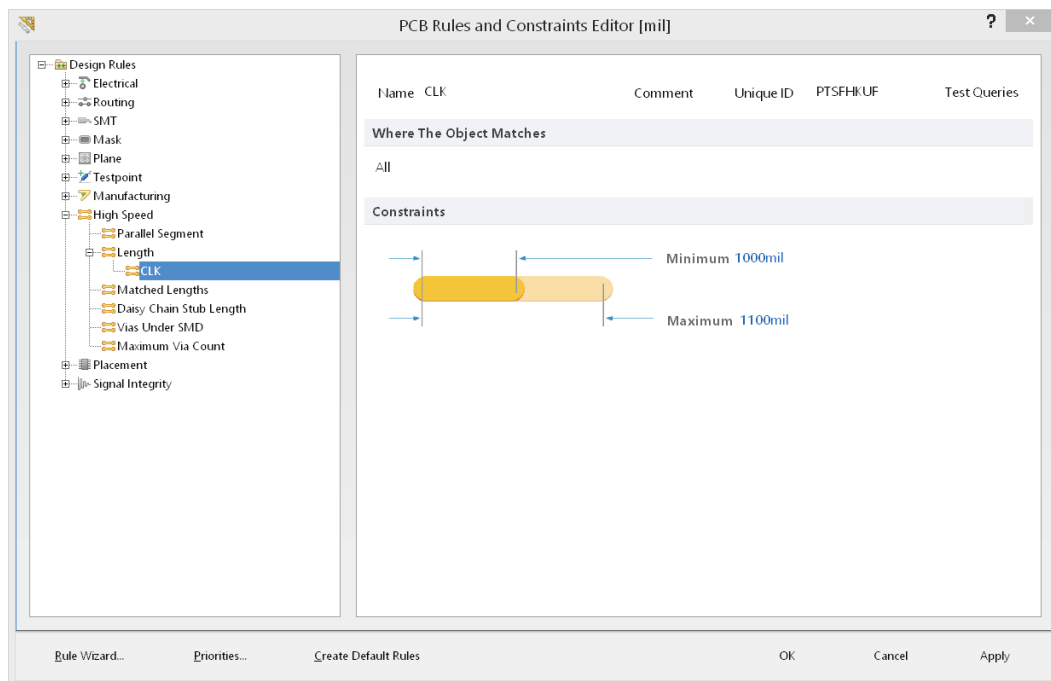 PCB Rules and Constraints Editor [mil]
?
Design Rules
Electrical
Routing
SMT
Mask
Plane
Testpoint
Manufacturing
High Speed
Parallel Segment
Length
CLK
Matched Lengths
Daisy Chain Stub Length
Vias Under SMD
Maximum Via Count
Placement
Signal Integrity
Name CLK Comment Unique ID PTSFHKUF Test Queries
Where The Object Matches
All
Constraints
Minimum 1000mil
Maximum 1100mil
Rule Wizard... Priorities... Create Default Rules OK Cancel Apply